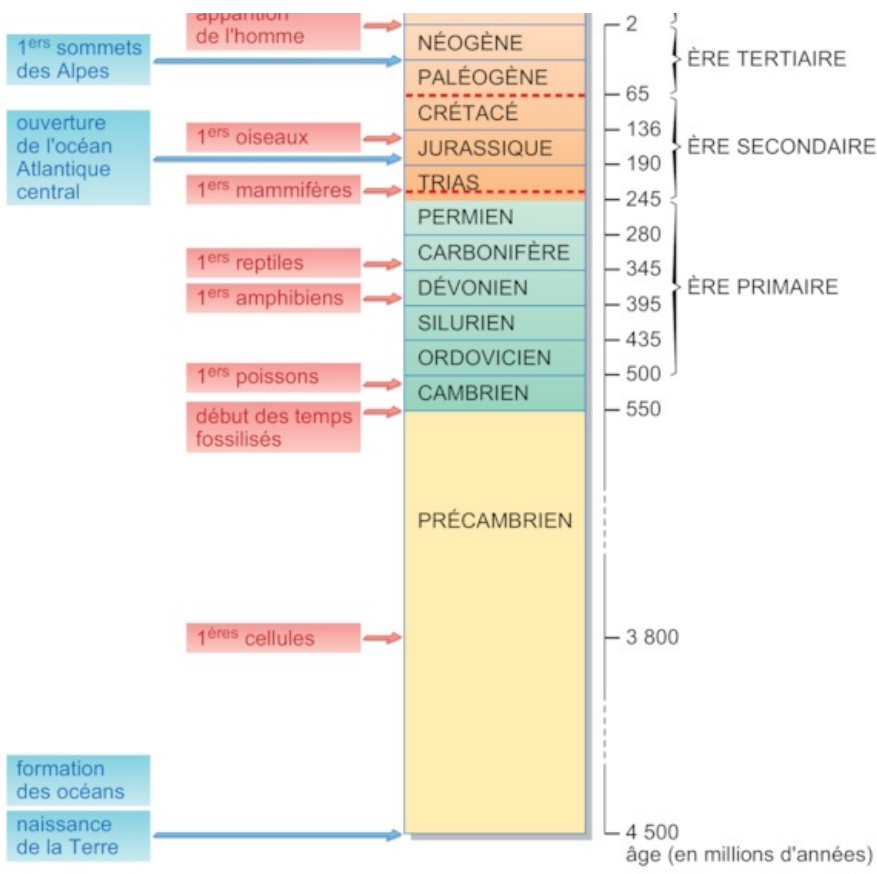 apparition
de l'homme
1ers sommets
des Alpes
ouverture
de l'océan
Atlantique
central
1ers oiseaux
1ers mammifères
1ers reptiles
1ers amphibiens
1ers poissons
début des temps
fossilisés
1ères cellules
formation
des océans
naissance
de la Terre
NÉOGÈNE
PALÉOGÈNE
CRÉTACÉ
JURASSIQUE
TRIAS
PERMIEN
CARBONIFÈRE
DÉVONIEN
SILURIEN
ORDOVICIEN
CAMBRIEN
PRÉCAMBRIEN
2
65
136
190
245
280
345
395
435
500
550
3 800
4 500
âge (en millions d'années)
ÈRE TERTIAIRE
ÈRE SECONDAIRE
ÈRE PRIMAIRE